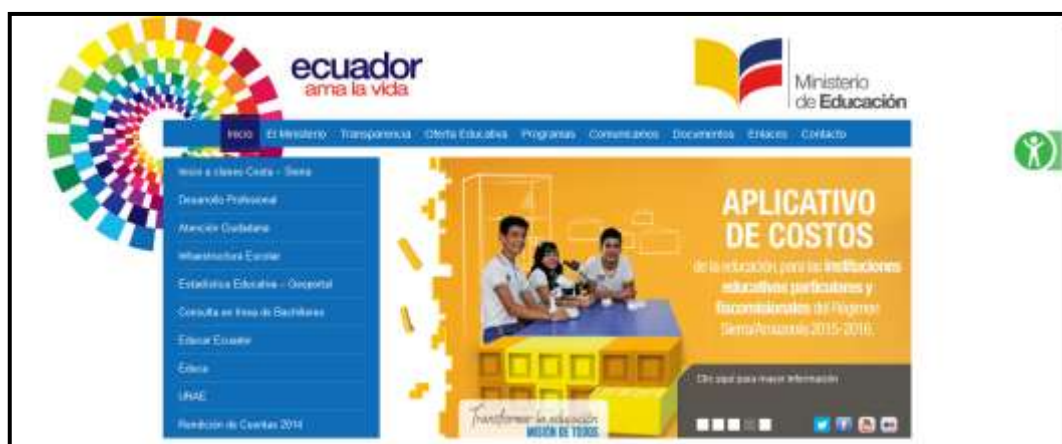 ecuador
ama la vida
Ministerio
de Educación
Inicio El Ministerio Transparencia Oferta Educativa Programas Comunicamos Documentos Enlaces Contacto
Inicio a clases Costa – Sierra
Desarrollo Profesional
Atención Ciudadana
Infraestructura Escolar
Estadística Educativa – Geoportal
Consulta en línea de Bachilleres
Educar Ecuador
Educa
UNAE
Rendición de Cuentas 2014
APLICATIVO
DE COSTOS
de la educación, para las instituciones
educativas particulares y
fiscomisionales del Régimen
Sierra/Amazonía 2015-2016.
Clic aquí para mayor información
Transformar la educación
MISIÓN DE TODOS